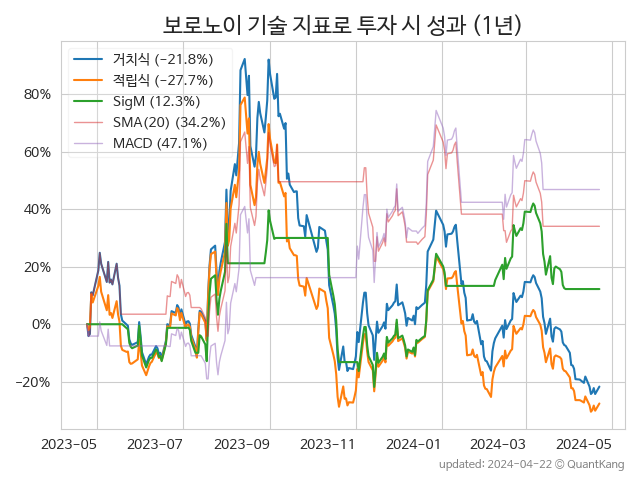 보로노이 기술 지표로 투자 시 성과 (1년)
거치식 (-21.8%)
적립식 (-27.7%)
SigM (12.3%)
SMA(20) (34.2%)
MACD (47.1%)
80%
60%
40%
20%
0%
-20%
2023-05 2023-07 2023-09 2023-11 2024-01 2024-03 2024-05
updated: 2024-04-22 © QuantKang